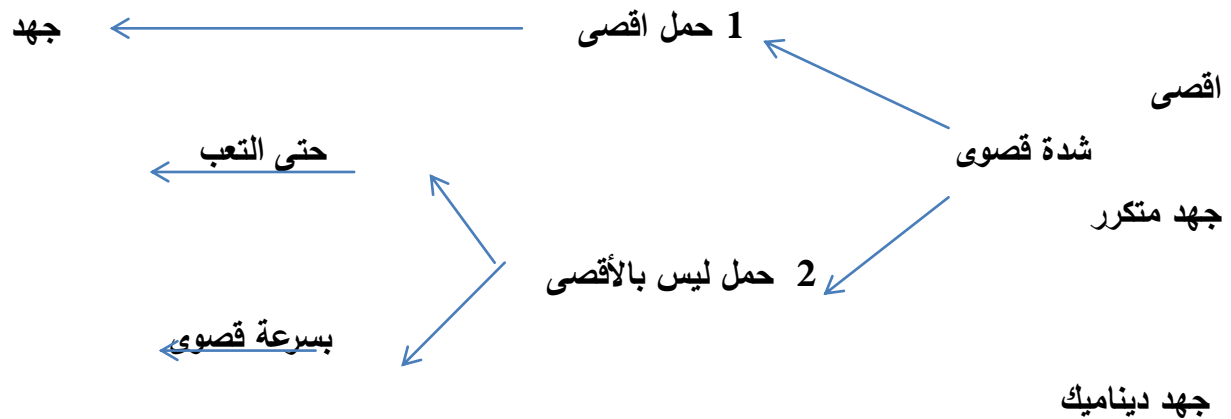 1 حمل اقصى
جهد
اقصى
شدة قصوى
حتى التعب
جهد متكرر
2 حمل ليس بالأقصى
بسرعة قصوى
جهد ديناميك